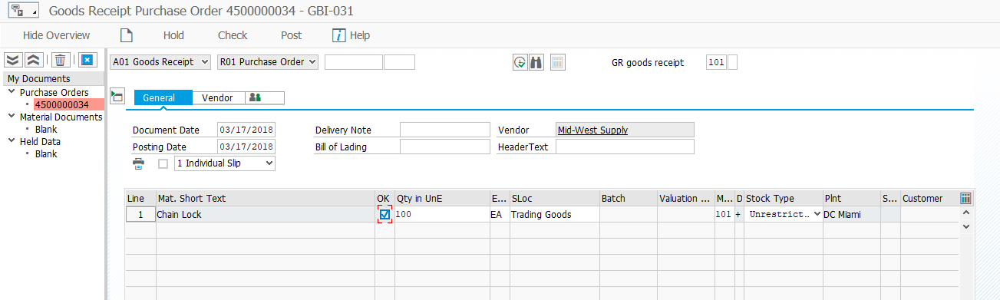 Goods Receipt Purchase Order 4500000034 - GBI-031
Hide Overview Hold Check Post i Help
A01 Goods Receipt R01 Purchase Order GR goods receipt 101
My Documents
Purchase Orders
4500000034
Material Documents
Blank
Held Data
Blank
General Vendor
Document Date 03/17/2018 Delivery Note Vendor Mid-West Supply
Posting Date 03/17/2018 Bill of Lading HeaderText
1 Individual Slip
Line Mat. Short Text OK Qty in UnE E... SLoc Batch Valuation ... M... D Stock Type Plnt S... Customer
1 Chain Lock 100 EA Trading Goods 101 + Unrestrict... DC Miami